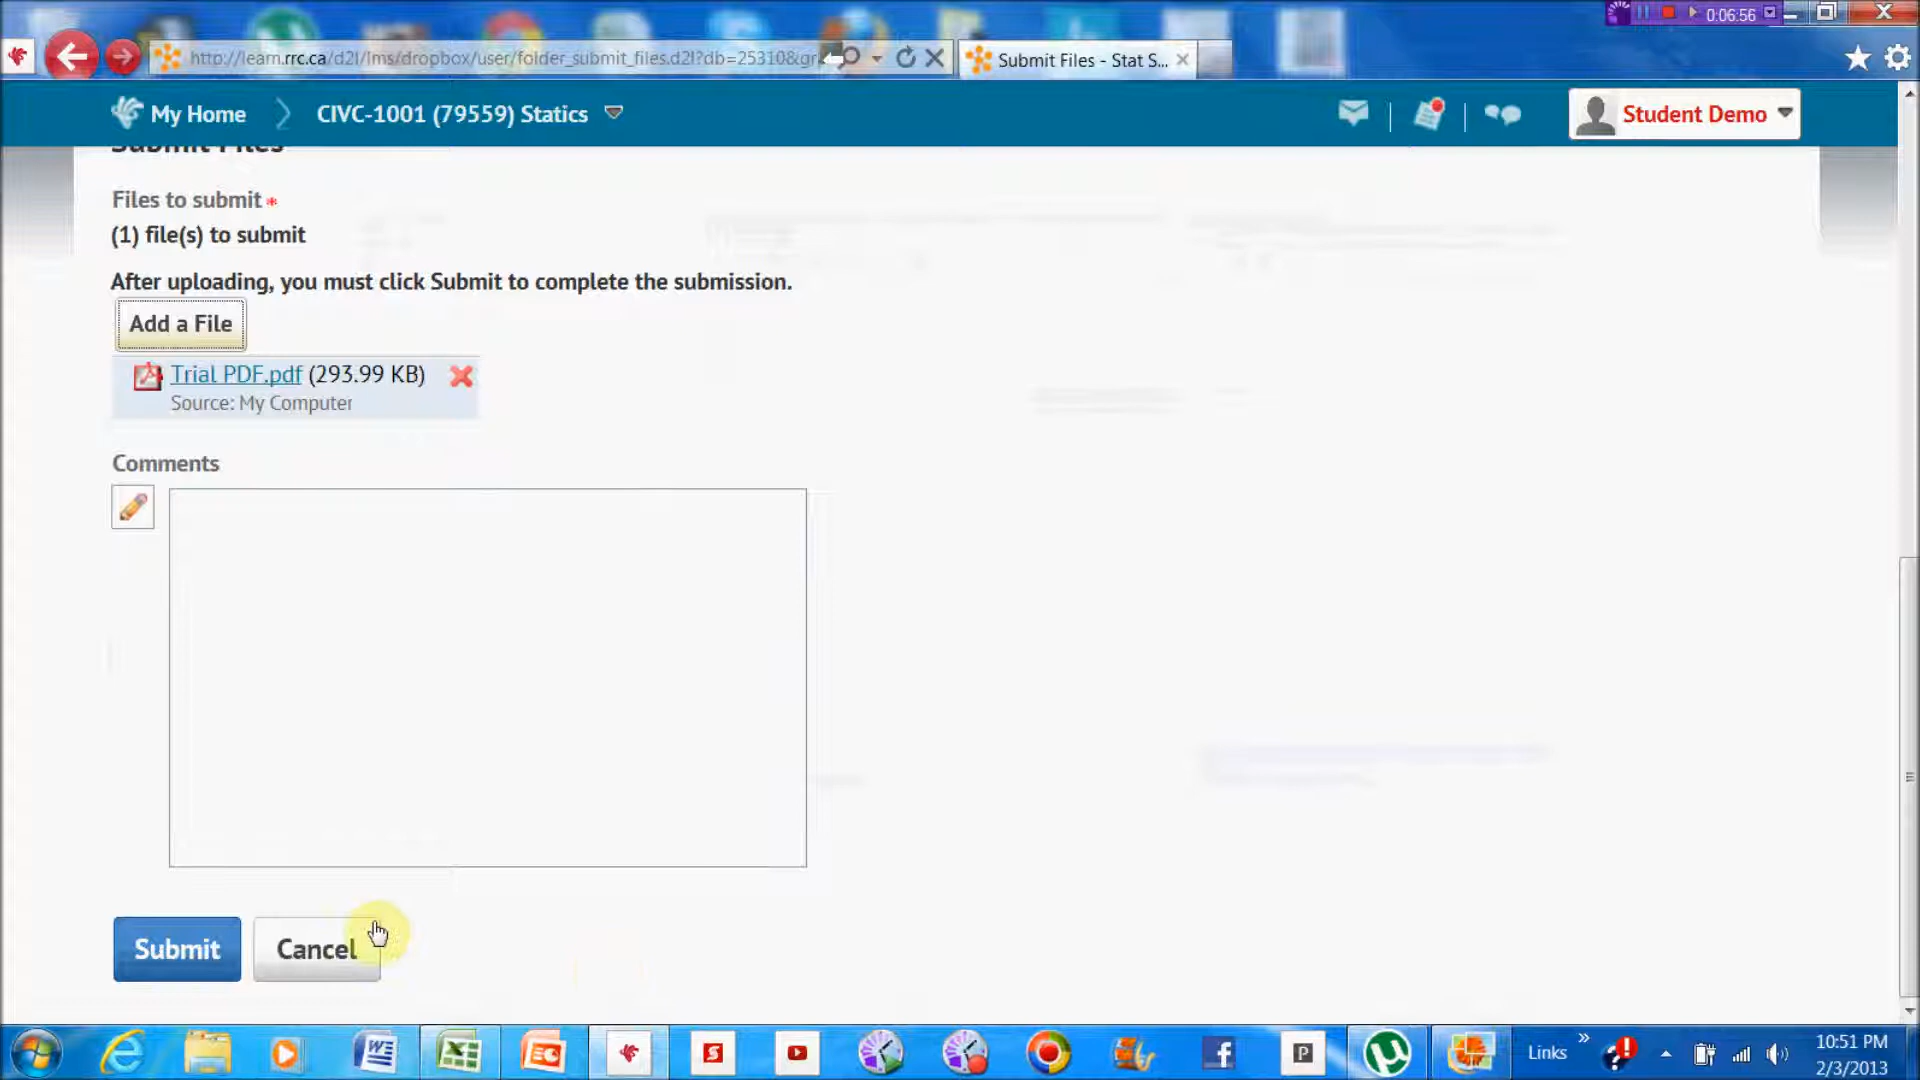 0:06:56
http://learn.rrc.ca/d2l/lms/dropbox/user/folder_submit_files.d2l?db=25310&gr
Submit Files - Stat S...
My Home
CIVC-1001 (79559) Statics
Student Demo
Submit Files
Files to submit *
(1) file(s) to submit
After uploading, you must click Submit to complete the submission.
Add a File
Trial PDF.pdf (293.99 KB)
Source: My Computer
Comments
Submit
Cancel
Links
10:51 PM
2/3/2013